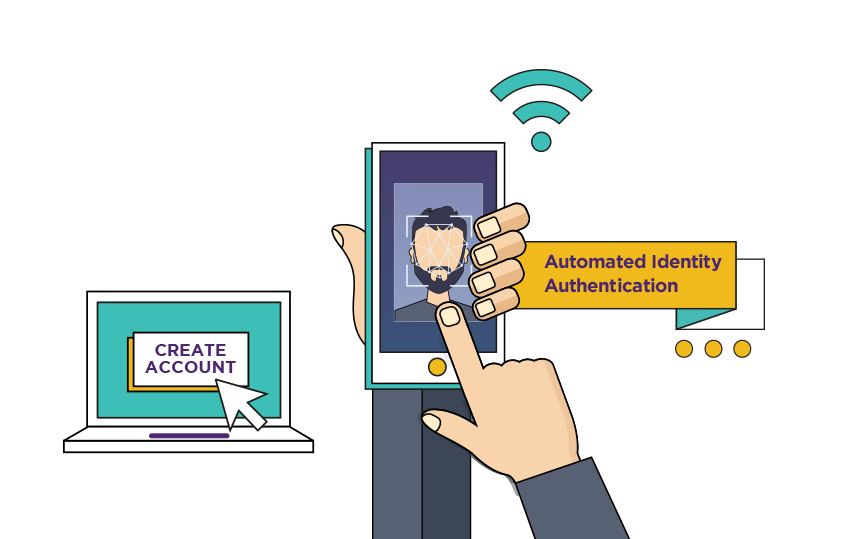 Automated Identity
Authentication
CREATE
ACCOUNT